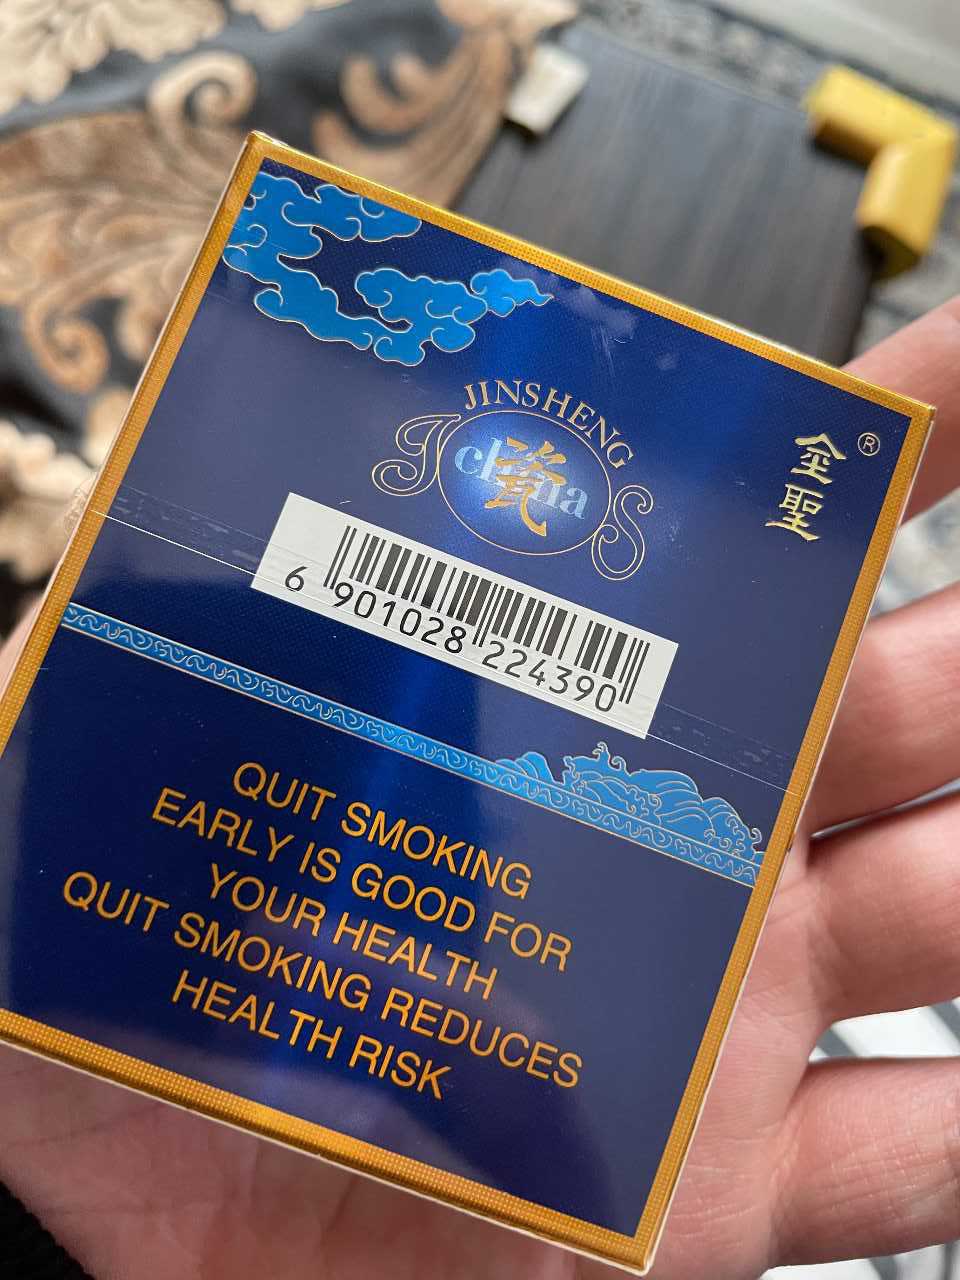 JINSHENG
china
瓷
J S
金聖
®
6 901028 224390
QUIT SMOKING
EARLY IS GOOD FOR
YOUR HEALTH
QUIT SMOKING REDUCES
HEALTH RISK